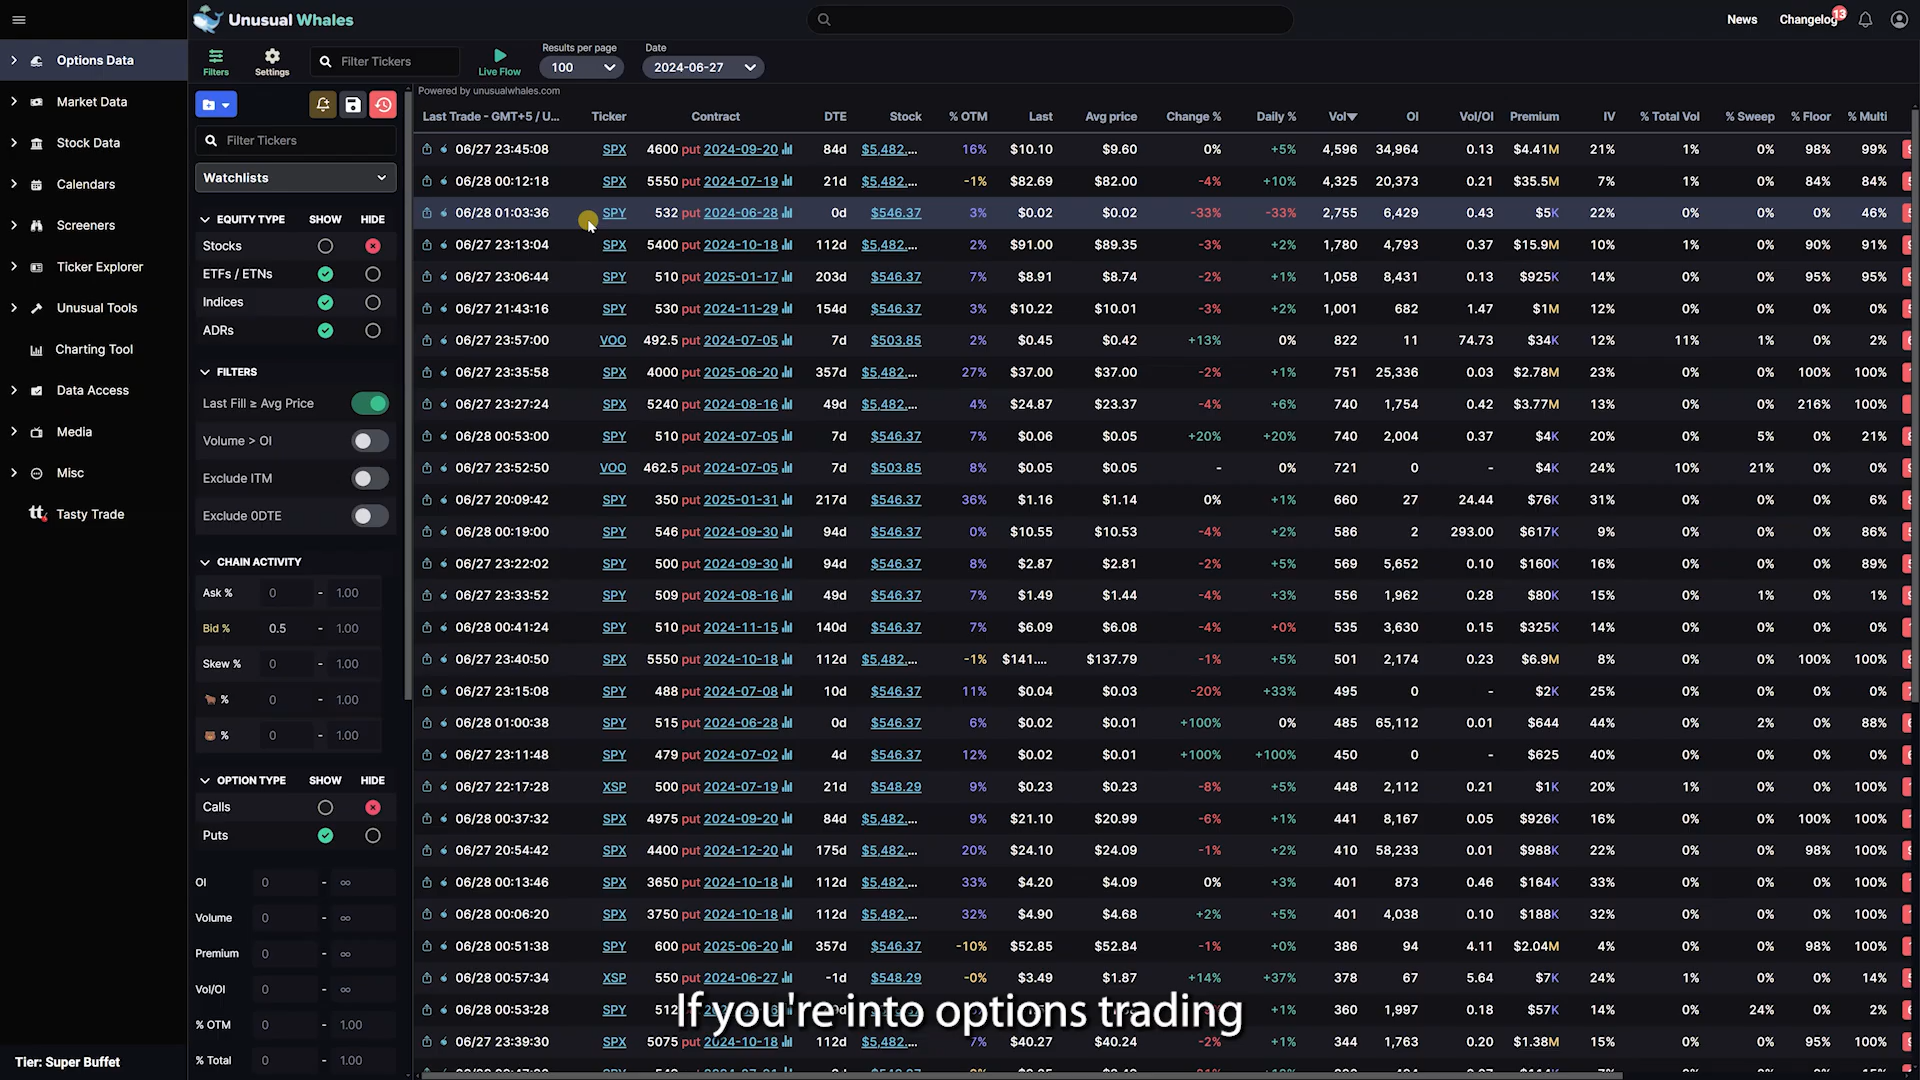 Unusual Whales
News
Changelog 13
Options Data
Market Data
Stock Data
Calendars
Screeners
Ticker Explorer
Unusual Tools
Charting Tool
Data Access
Media
Misc
Tasty Trade
Tier: Super Buffet
Filters
Settings
Filter Tickers
Live Flow
Results per page
100
Date
2024-06-27
Powered by unusualwhales.com
Filter Tickers
Watchlists
EQUITY TYPE SHOW HIDE
Stocks
ETFs / ETNs
Indices
ADRs
FILTERS
Last Fill ≥ Avg Price
Volume > OI
Exclude ITM
Exclude 0DTE
CHAIN ACTIVITY
Ask % 0 - 1.00
Bid % 0.5 - 1.00
Skew % 0 - 1.00
% 0 - 1.00
% 0 - 1.00
OPTION TYPE SHOW HIDE
Calls
Puts
OI 0 - ∞
Volume 0 - ∞
Premium 0 - ∞
Vol/OI 0 - ∞
% OTM 0 - 1.00
% Total 0 - 1.00
Last Trade - GMT+5 / U... Ticker Contract DTE Stock % OTM Last Avg price Change % Daily % Vol▼ OI Vol/OI Premium IV % Total Vol % Sweep % Floor % Multi
06/27 23:45:08 SPX 4600 put 2024-09-20 84d $5,482.... 16% $10.10 $9.60 0% +5% 4,596 34,964 0.13 $4.41M 21% 1% 0% 98% 99%
06/28 00:12:18 SPX 5550 put 2024-07-19 21d $5,482.... -1% $82.69 $82.00 -4% +10% 4,325 20,373 0.21 $35.5M 7% 1% 0% 84% 84%
06/28 01:03:36 SPY 532 put 2024-06-28 0d $546.37 3% $0.02 $0.02 -33% -33% 2,755 6,429 0.43 $5K 22% 0% 0% 0% 46%
06/27 23:13:04 SPX 5400 put 2024-10-18 112d $5,482.... 2% $91.00 $89.35 -3% +2% 1,780 4,793 0.37 $15.9M 10% 1% 0% 90% 91%
06/27 23:06:44 SPY 510 put 2025-01-17 203d $546.37 7% $8.91 $8.74 -2% +1% 1,058 8,431 0.13 $925K 14% 0% 0% 95% 95%
06/27 21:43:16 SPY 530 put 2024-11-29 154d $546.37 3% $10.22 $10.01 -3% +2% 1,001 682 1.47 $1M 12% 0% 0% 0% 0%
06/27 23:57:00 VOO 492.5 put 2024-07-05 7d $503.85 2% $0.45 $0.42 +13% 0% 822 11 74.73 $34K 12% 11% 1% 0% 2%
06/27 23:35:58 SPX 4000 put 2025-06-20 357d $5,482.... 27% $37.00 $37.00 -2% +1% 751 25,336 0.03 $2.78M 23% 0% 0% 100% 100%
06/27 23:27:24 SPX 5240 put 2024-08-16 49d $5,482.... 4% $24.87 $23.37 -4% +6% 740 1,754 0.42 $3.77M 13% 1% 0% 216% 100%
06/28 00:53:00 SPY 510 put 2024-07-05 7d $546.37 7% $0.06 $0.05 +20% +20% 740 2,004 0.37 $4K 20% 0% 5% 0% 21%
06/27 23:52:50 VOO 462.5 put 2024-07-05 7d $503.85 8% $0.05 $0.05 - 0% 721 0 - $4K 24% 10% 21% 0% 0%
06/27 20:09:42 SPY 350 put 2025-01-31 217d $546.37 36% $1.16 $1.14 0% +1% 660 27 24.44 $76K 31% 0% 0% 0% 6%
06/28 00:19:00 SPY 546 put 2024-09-30 94d $546.37 0% $10.55 $10.53 -4% +2% 586 2 293.00 $617K 9% 0% 0% 0% 86%
06/27 23:22:02 SPY 500 put 2024-09-30 94d $546.37 8% $2.87 $2.81 -2% +5% 569 5,652 0.10 $160K 16% 0% 0% 0% 89%
06/27 23:33:52 SPY 509 put 2024-08-16 49d $546.37 7% $1.49 $1.44 -4% +3% 556 1,962 0.28 $80K 15% 0% 1% 0% 1%
06/28 00:41:24 SPY 510 put 2024-11-15 140d $546.37 7% $6.09 $6.08 -4% +0% 535 3,630 0.15 $325K 14% 0% 0% 0% 0%
06/27 23:40:50 SPX 5550 put 2024-10-18 112d $5,482.... -1% $141.... $137.79 -1% +5% 501 2,174 0.23 $6.9M 8% 0% 0% 100% 100%
06/27 23:15:08 SPY 488 put 2024-07-08 10d $546.37 11% $0.04 $0.03 -20% +33% 495 0 - $2K 25% 0% 0% 0% 0%
06/28 01:00:38 SPY 515 put 2024-06-28 0d $546.37 6% $0.02 $0.01 +100% 0% 485 65,112 0.01 $644 44% 0% 2% 0% 88%
06/27 23:11:48 SPY 479 put 2024-07-02 4d $546.37 12% $0.02 $0.01 +100% +100% 450 0 - $625 40% 0% 0% 0% 0%
06/27 22:17:28 XSP 500 put 2024-07-19 21d $548.29 9% $0.23 $0.23 -8% +5% 448 2,112 0.21 $1K 20% 1% 0% 0% 100%
06/28 00:37:32 SPX 4975 put 2024-09-20 84d $5,482.... 9% $21.10 $20.99 -6% +1% 441 8,167 0.05 $926K 16% 0% 0% 100% 100%
06/27 20:54:42 SPX 4400 put 2024-12-20 175d $5,482.... 20% $24.10 $24.09 -1% +2% 410 58,233 0.01 $988K 22% 0% 0% 98% 100%
06/28 00:13:46 SPX 3650 put 2024-10-18 112d $5,482.... 33% $4.20 $4.09 0% +3% 401 873 0.46 $164K 33% 0% 0% 0% 100%
06/28 00:06:20 SPX 3750 put 2024-10-18 112d $5,482.... 32% $4.90 $4.68 +2% +5% 401 4,038 0.10 $188K 32% 0% 0% 0% 100%
06/28 00:51:38 SPY 600 put 2025-06-20 357d $546.37 -10% $52.85 $52.84 -1% +0% 386 94 4.11 $2.04M 4% 0% 0% 98% 100%
06/28 00:57:34 XSP 550 put 2024-06-27 -1d $548.29 -0% $3.49 $1.87 +14% +37% 378 67 5.64 $7K 24% 1% 0% 0% 14%
06/28 00:53:28 SPY 512 +1% 360 1,997 0.18 $57K 14% 0% 24% 0% 2%
06/27 23:39:30 SPX 5075 put 2024-10-18 112d $5,482.... 7% $40.27 $40.24 -2% +1% 344 1,763 0.20 $1.38M 15% 0% 0% 95% 100%
If you're into options trading